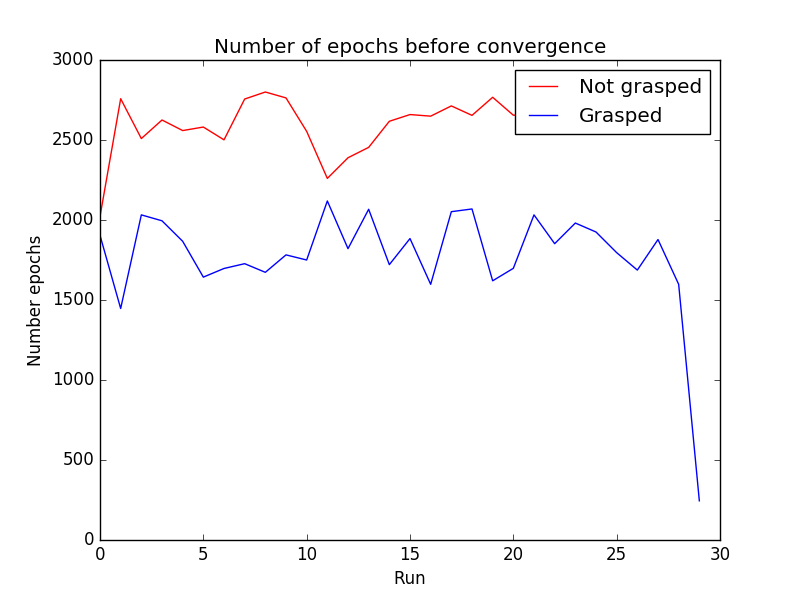 Number of epochs before convergence
Not grasped
Grasped
3000
2500
2000
1500
1000
500
0
Number epochs
0 5 10 15 20 25 30
Run